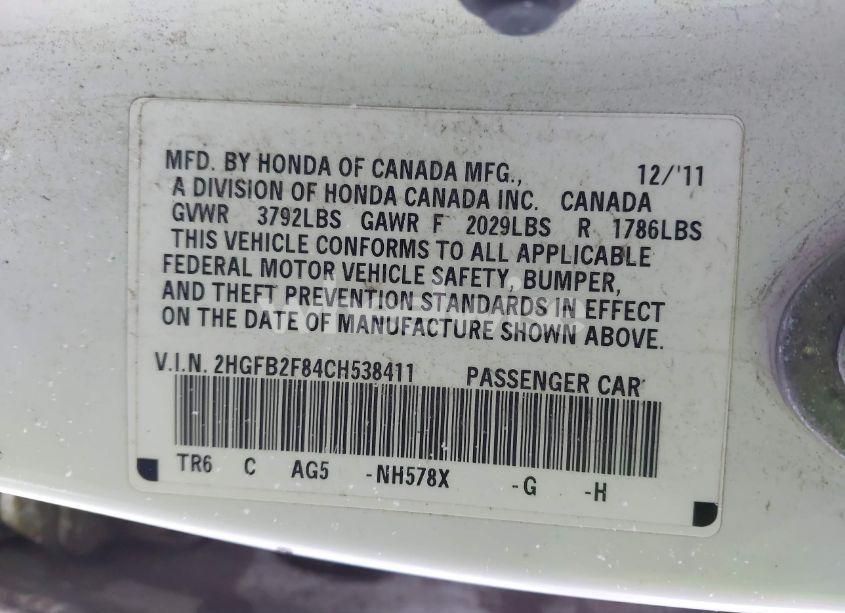 MFD. BY HONDA OF CANADA MFG., 12/'11
A DIVISION OF HONDA CANADA INC. CANADA
GVWR 3792LBS GAWR F 2029LBS R 1786LBS
THIS VEHICLE CONFORMS TO ALL APPLICABLE
FEDERAL MOTOR VEHICLE SAFETY, BUMPER,
AND THEFT PREVENTION STANDARDS IN EFFECT
ON THE DATE OF MANUFACTURE SHOWN ABOVE.
V.I.N. 2HGFB2F84CH538411 PASSENGER CAR
TR6 C AG5 -NH578X -G -H